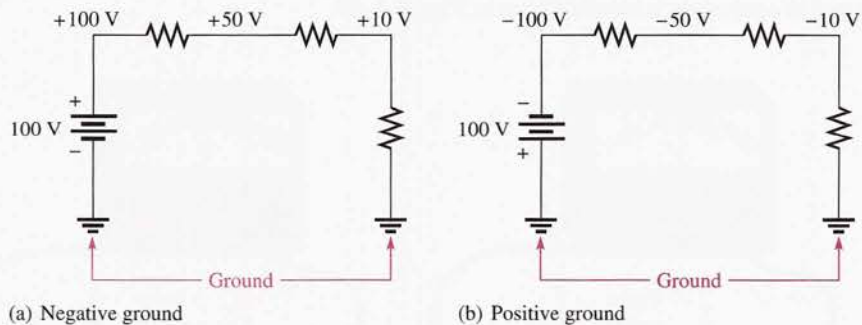 +100 V +50 V +10 V
+
100 V
−
Ground
(a) Negative ground
−100 V −50 V −10 V
−
100 V
+
Ground
(b) Positive ground